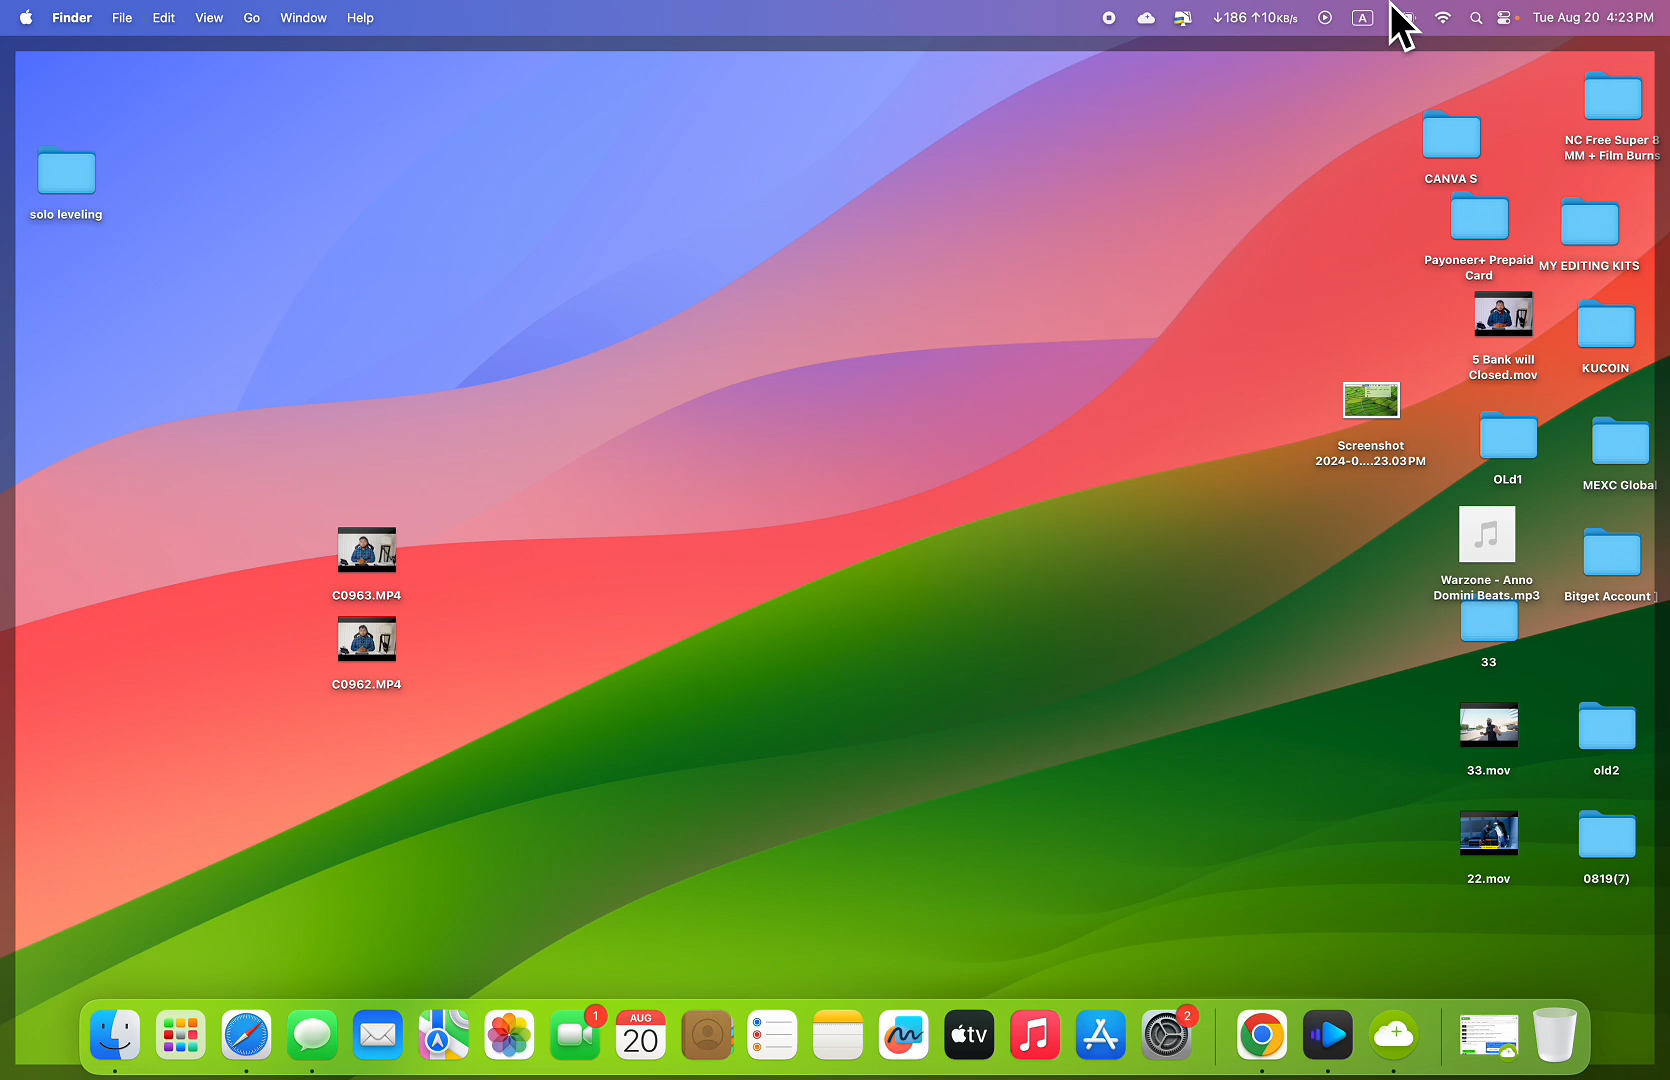 Finder File Edit View Go Window Help
↓186 ↑10KB/s
A
Tue Aug 20 4:23 PM
solo leveling
NC Free Super 8
MM + Film Burns
CANVA S
Payoneer+ Prepaid
Card
MY EDITING KITS
5 Bank will
Closed.mov
KUCOIN
Screenshot
2024-0....23.03 PM
OLd1
MEXC Global
Warzone - Anno
Domini Beats.mp3
Bitget Account
C0963.MP4
C0962.MP4
33
33.mov
old2
22.mov
0819(7)
1
AUG
20
tv
2